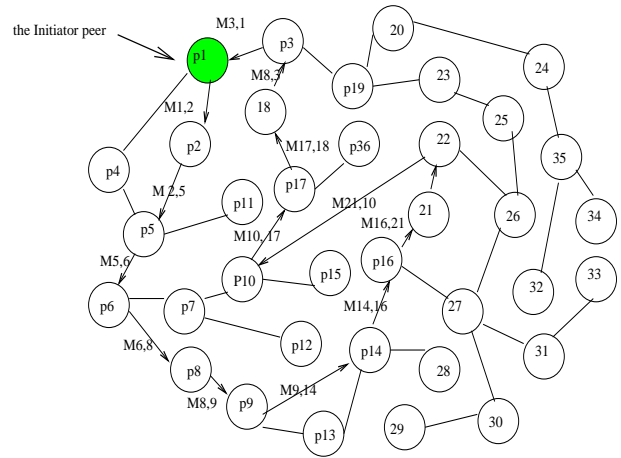 M3,1
the Initiator peer
p1
p3
20
24
M8,3
p19
23
18
25
M1,2
p2
M17,18
p36
22
35
p4
p17
M 2,5
p11
M21,10
21
26
34
p5
M10, 17
M16,21
M5,6
P10
p15
p16
33
32
p6
p7
M14,16
27
M6,8
p12
p14
31
p8
28
M8,9
p9
M9,14
p13
29
30